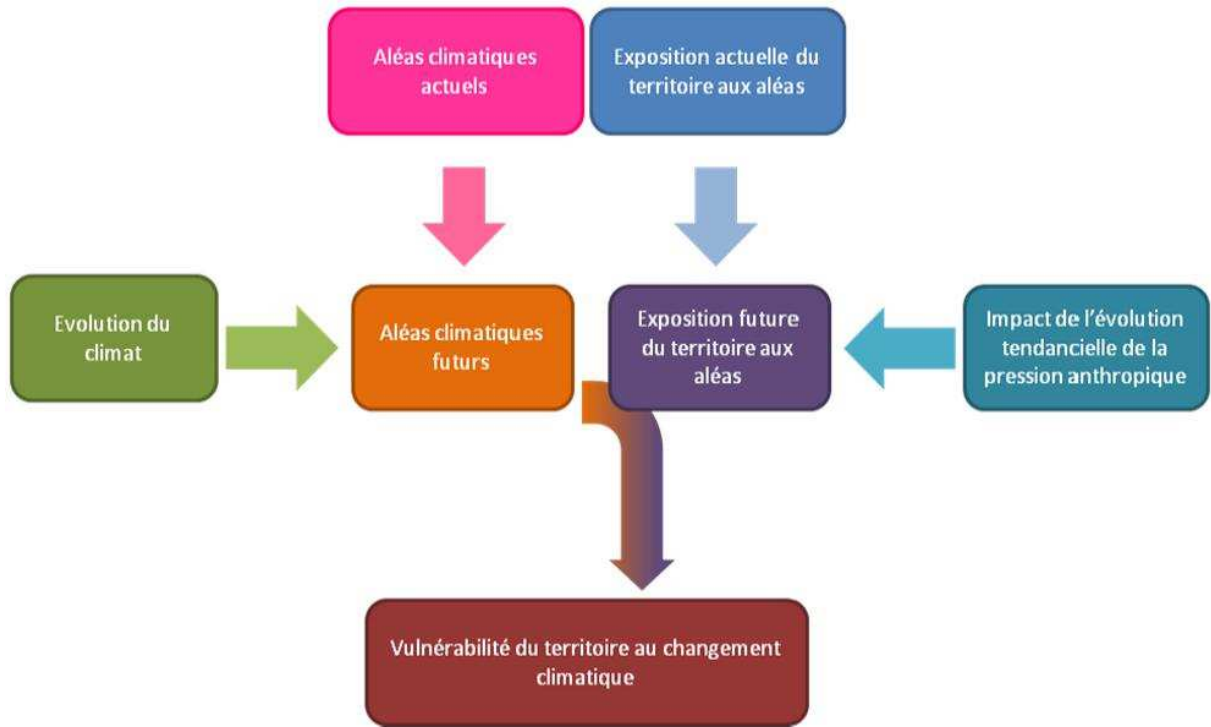 Aléas climatiques
actuels
Exposition actuelle du
territoire aux aléas
Evolution du
climat
Aléas climatiques
futurs
Exposition future
du territoire aux
aléas
Impact de l'évolution
tendancielle de la
pression anthropique
Vulnérabilité du territoire au changement
climatique